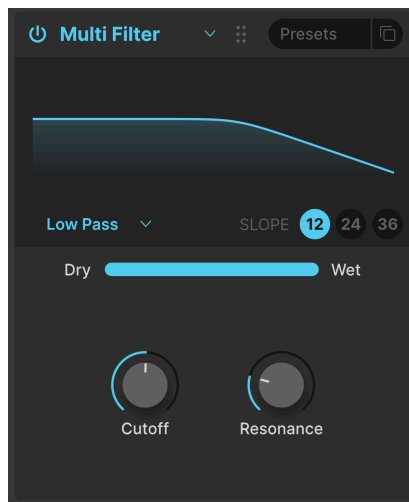 Multi Filter Presets
Low Pass SLOPE 12 24 36
Dry Wet
Cutoff Resonance